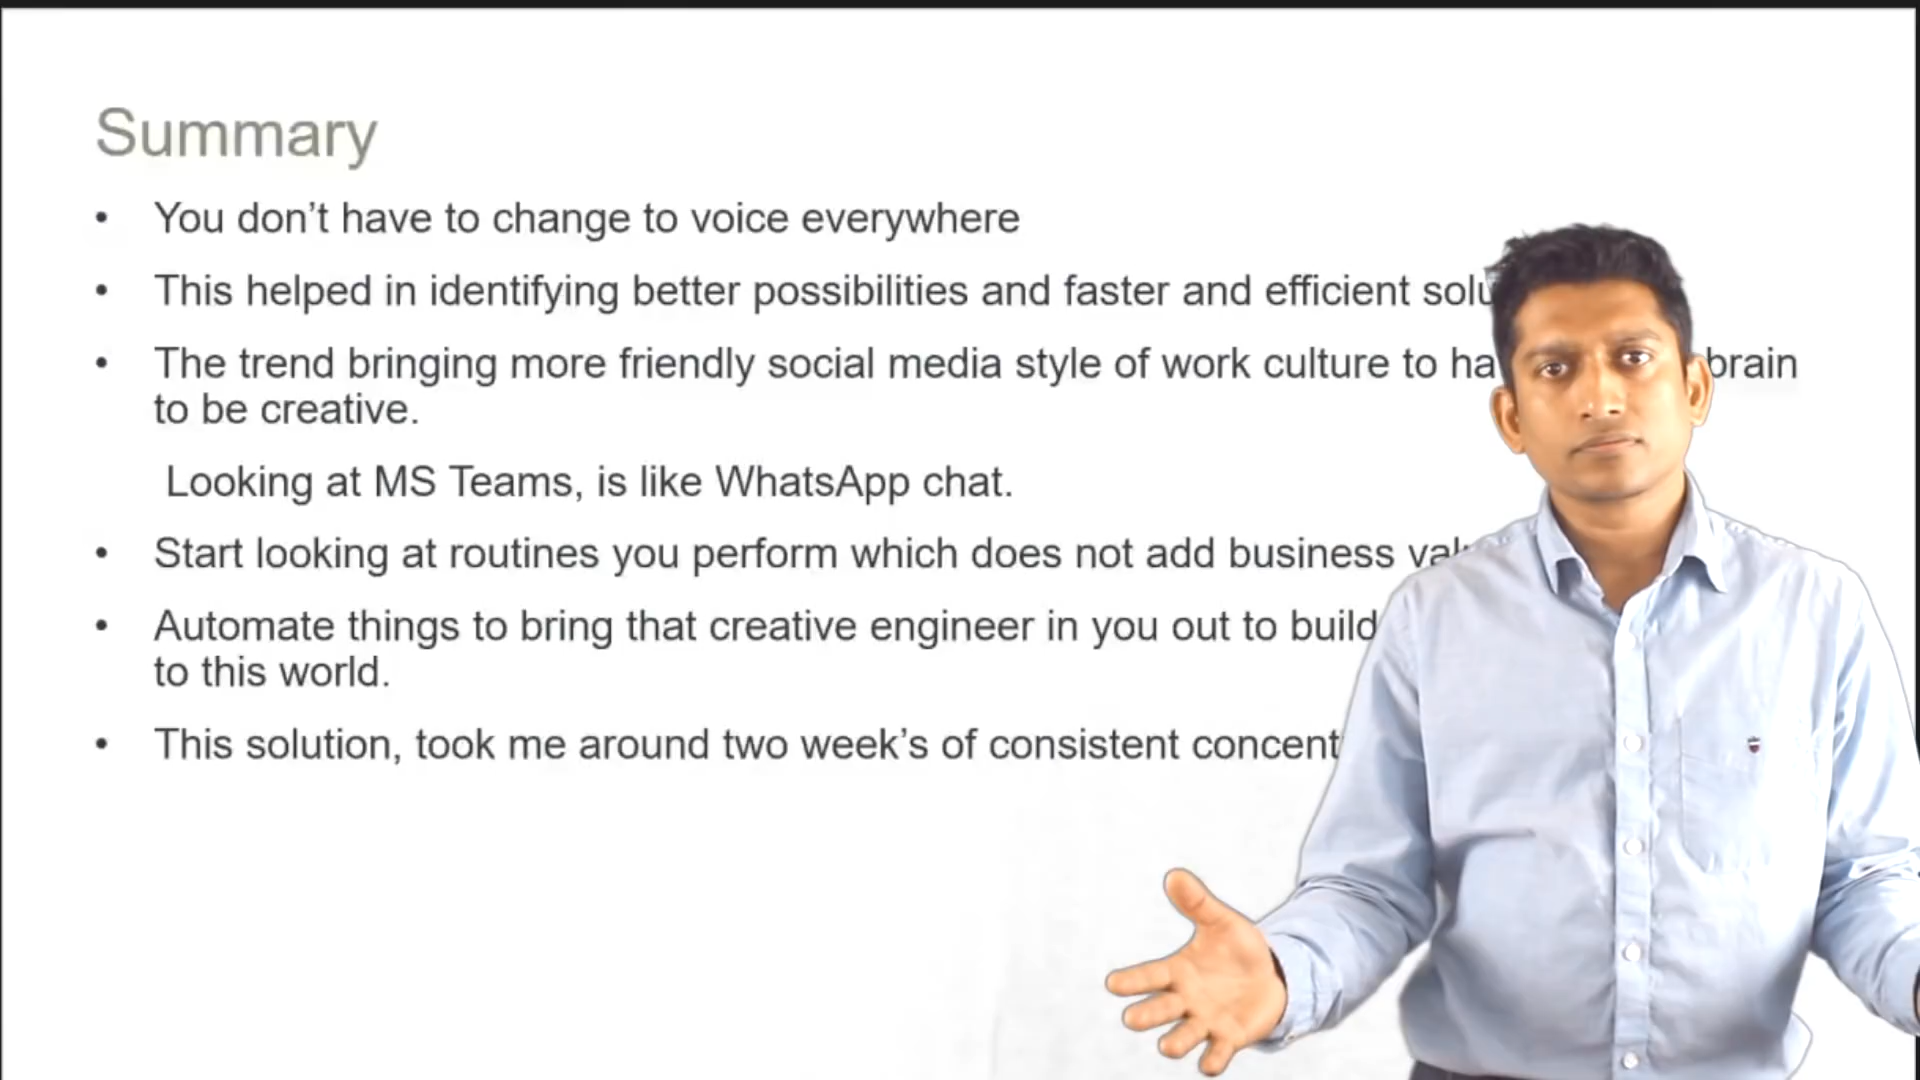 Summary
• You don’t have to change to voice everywhere
• This helped in identifying better possibilities and faster and efficient
• The trend bringing more friendly social media style of work culture to brain
to be creative.
Looking at MS Teams, is like WhatsApp chat.
• Start looking at routines you perform which does not add business
• Automate things to bring that creative engineer in you out to build
to this world.
• This solution, took me around two week’s of consistent